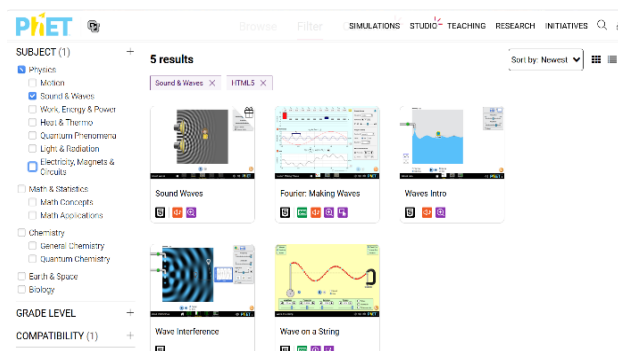 PhET
Browse Filter
SIMULATIONS STUDIO TEACHING RESEARCH INITIATIVES
SUBJECT (1) +
Physics
Motion
Sound & Waves
Work, Energy & Power
Heat & Thermo
Quantum Phenomena
Light & Radiation
Electricity, Magnets &
Circuits
Math & Statistics
Math Concepts
Math Applications
Chemistry
General Chemistry
Quantum Chemistry
Earth & Space
Biology
GRADE LEVEL +
COMPATIBILITY (1) +
5 results
Sort by: Newest
Sound & Waves ×
HTML5 ×
Sound Waves
Fourier: Making Waves
Waves Intro
Wave Interference
Wave on a String